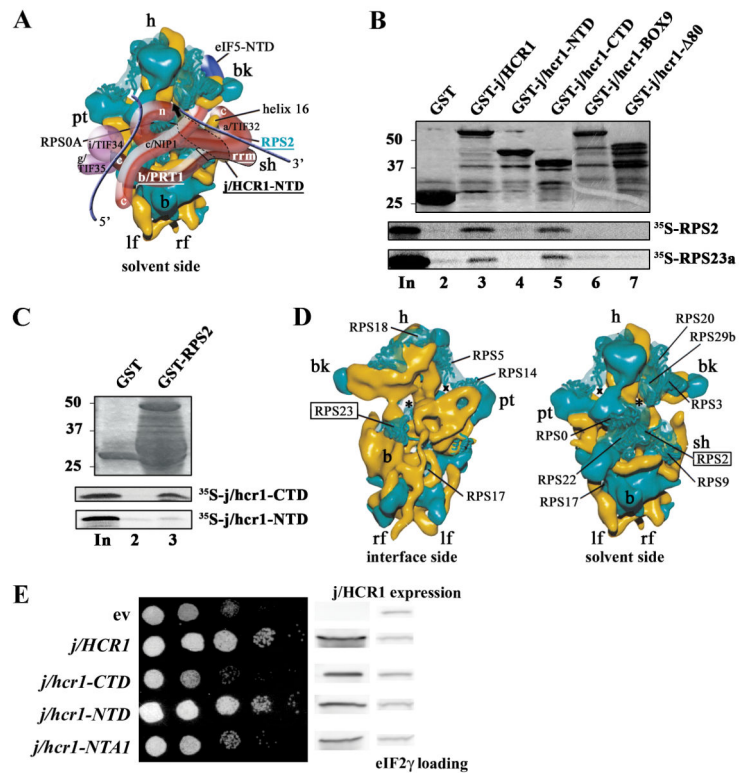 A
h
eIF5-NTD
bk
helix 16
pt
n
c
a/TIF32
RPS0A
i/TIF34
c/NIP1
RPS2
g/TIF35
e
rrm
sh
3'
b/PRT1
j/HCR1-NTD
c
b
5'
lf
rf
solvent side
B
GST
GST-j/HCR1
GST-j/hcr1-NTD
GST-j/hcr1-CTD
GST-j/hcr1-BOX9
GST-j/hcr1-Δ80
50
37
25
35S-RPS2
35S-RPS23a
In 2 3 4 5 6 7
C
GST
GST-RPS2
50
37
25
35S-j/hcr1-CTD
35S-j/hcr1-NTD
In 2 3
D
h
RPS18
RPS5
RPS14
bk
x
pt
*
RPS23
b
RPS17
rf
lf
interface side
h
RPS20
RPS29b
bk
x
RPS3
pt
*
RPS0
sh
RPS2
RPS22
RPS9
RPS17
b
lf
rf
solvent side
E
j/HCR1 expression
ev
j/HCR1
j/hcr1-CTD
j/hcr1-NTD
j/hcr1-NTA1
eIF2γ loading